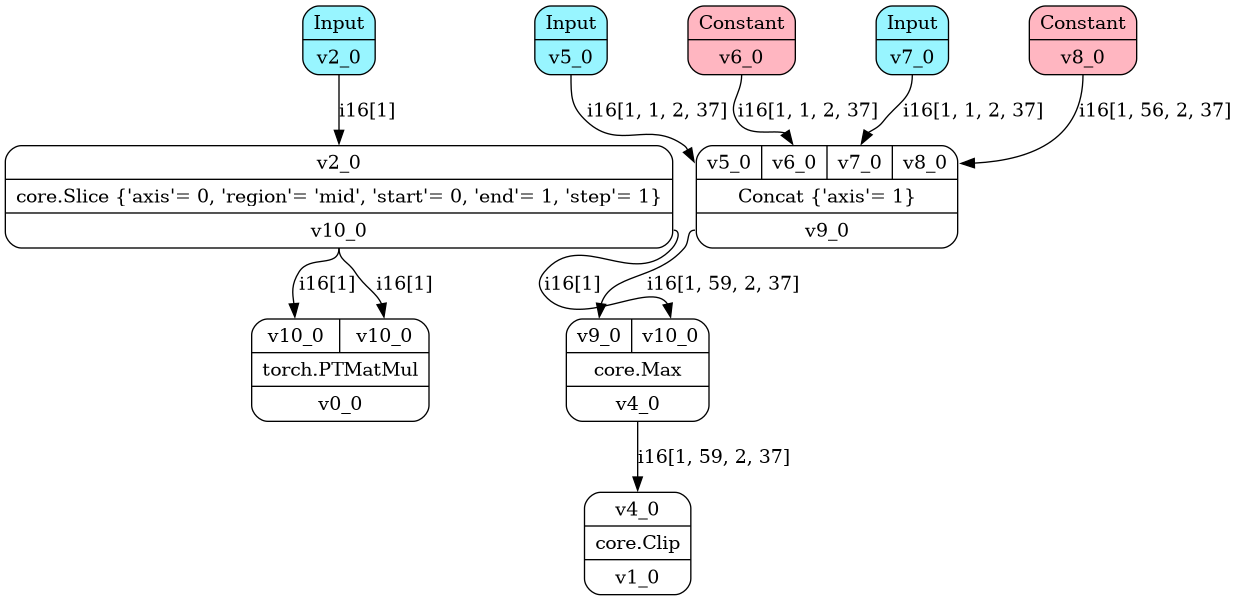 Input
v2_0
Input
v5_0
Constant
v6_0
Input
v7_0
Constant
v8_0
i16[1]
i16[1, 1, 2, 37]
i16[1, 1, 2, 37]
i16[1, 1, 2, 37]
i16[1, 56, 2, 37]
v2_0
core.Slice {'axis'= 0, 'region'= 'mid', 'start'= 0, 'end'= 1, 'step'= 1}
v10_0
v5_0 v6_0 v7_0 v8_0
Concat {'axis'= 1}
v9_0
i16[1]
i16[1]
i16[1]
i16[1, 59, 2, 37]
v10_0 v10_0
torch.PTMatMul
v0_0
v9_0 v10_0
core.Max
v4_0
i16[1, 59, 2, 37]
v4_0
core.Clip
v1_0